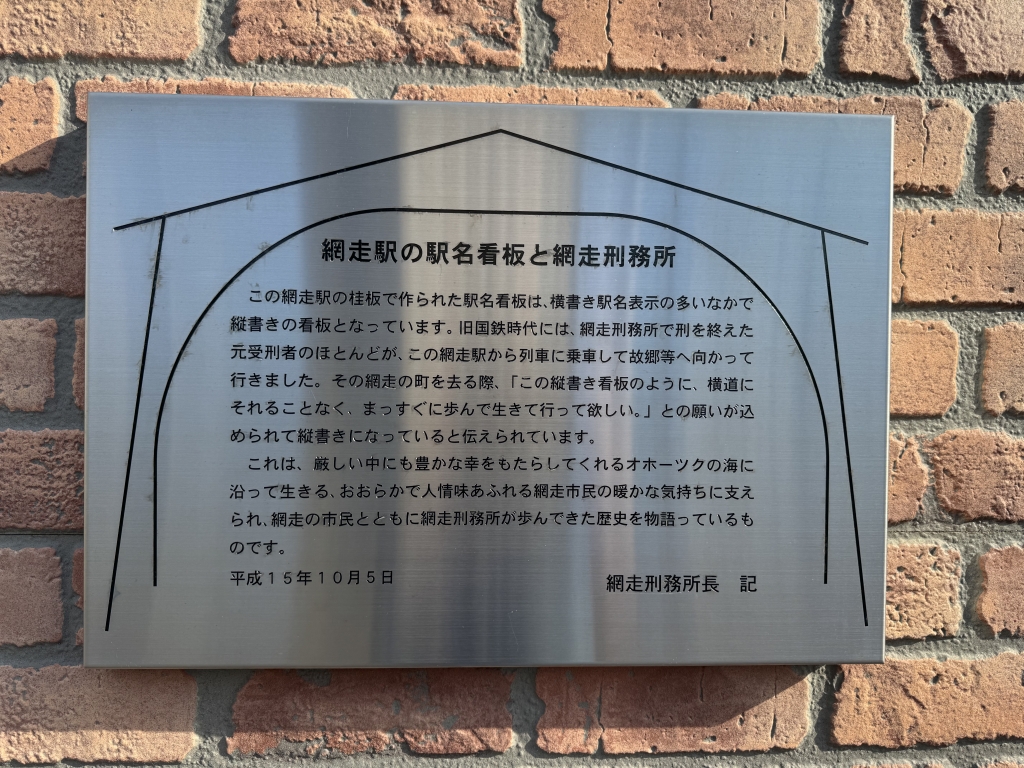 網走駅の駅名看板と網走刑務所
　この網走駅の桂板で作られた駅名看板は、横書き駅名表示の多いなかで
縦書きの看板となっています。旧国鉄時代には、網走刑務所で刑を終えた
元受刑者のほとんどが、この網走駅から列車に乗車して故郷等へ向かって
行きました。その網走の町を去る際、「この縦書き看板のように、横道に
それることなく、まっすぐに歩んで生きて行って欲しい。」との願いが込
められて縦書きになっていると伝えられています。
　これは、厳しい中にも豊かな幸をもたらしてくれるオホーツクの海に
沿って生きる、おおらかで人情味あふれる網走市民の暖かな気持ちに支え
られ、網走の市民とともに網走刑務所が歩んできた歴史を物語っているも
のです。
平成１５年１０月５日　　網走刑務所長　記